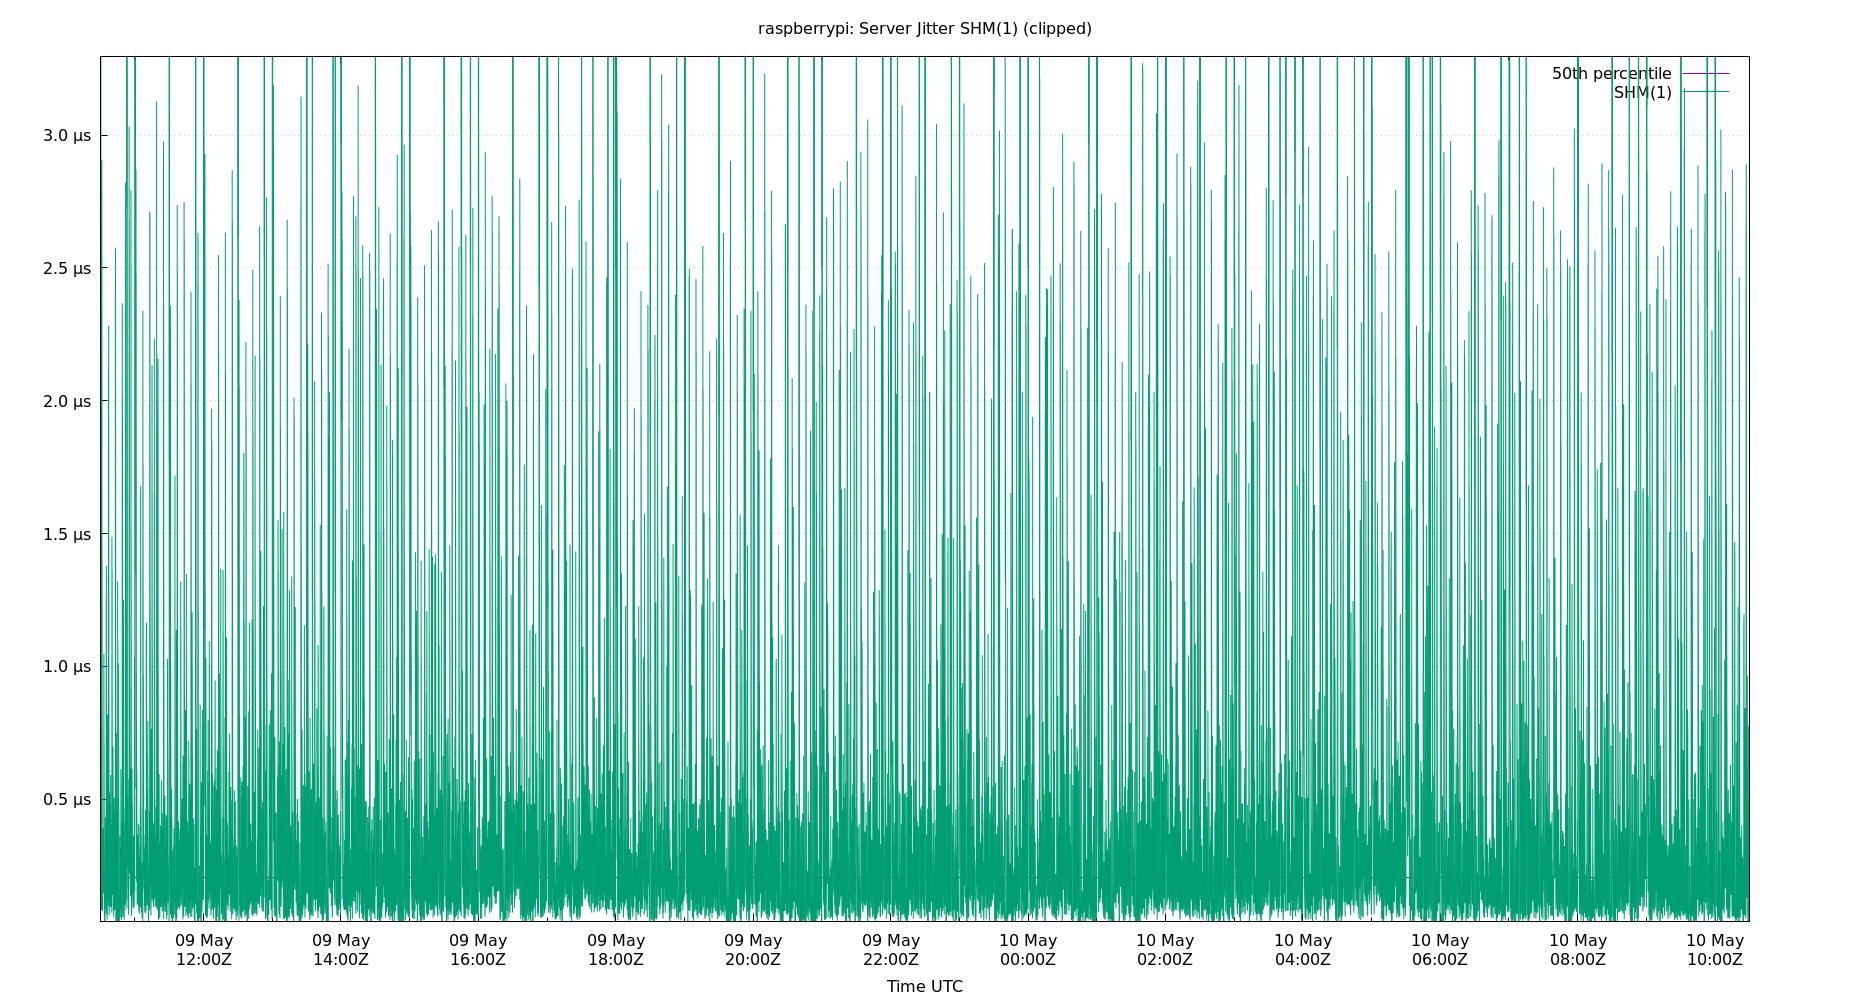 raspberrypi: Server Jitter SHM(1) (clipped)
50th percentile
SHM(1)
3.0 µs
2.5 µs
2.0 µs
1.5 µs
1.0 µs
0.5 µs
09 May 09 May 09 May 09 May 09 May 09 May 10 May 10 May 10 May 10 May 10 May 10 May
12:00Z 14:00Z 16:00Z 18:00Z 20:00Z 22:00Z 00:00Z 02:00Z 04:00Z 06:00Z 08:00Z 10:00Z
Time UTC